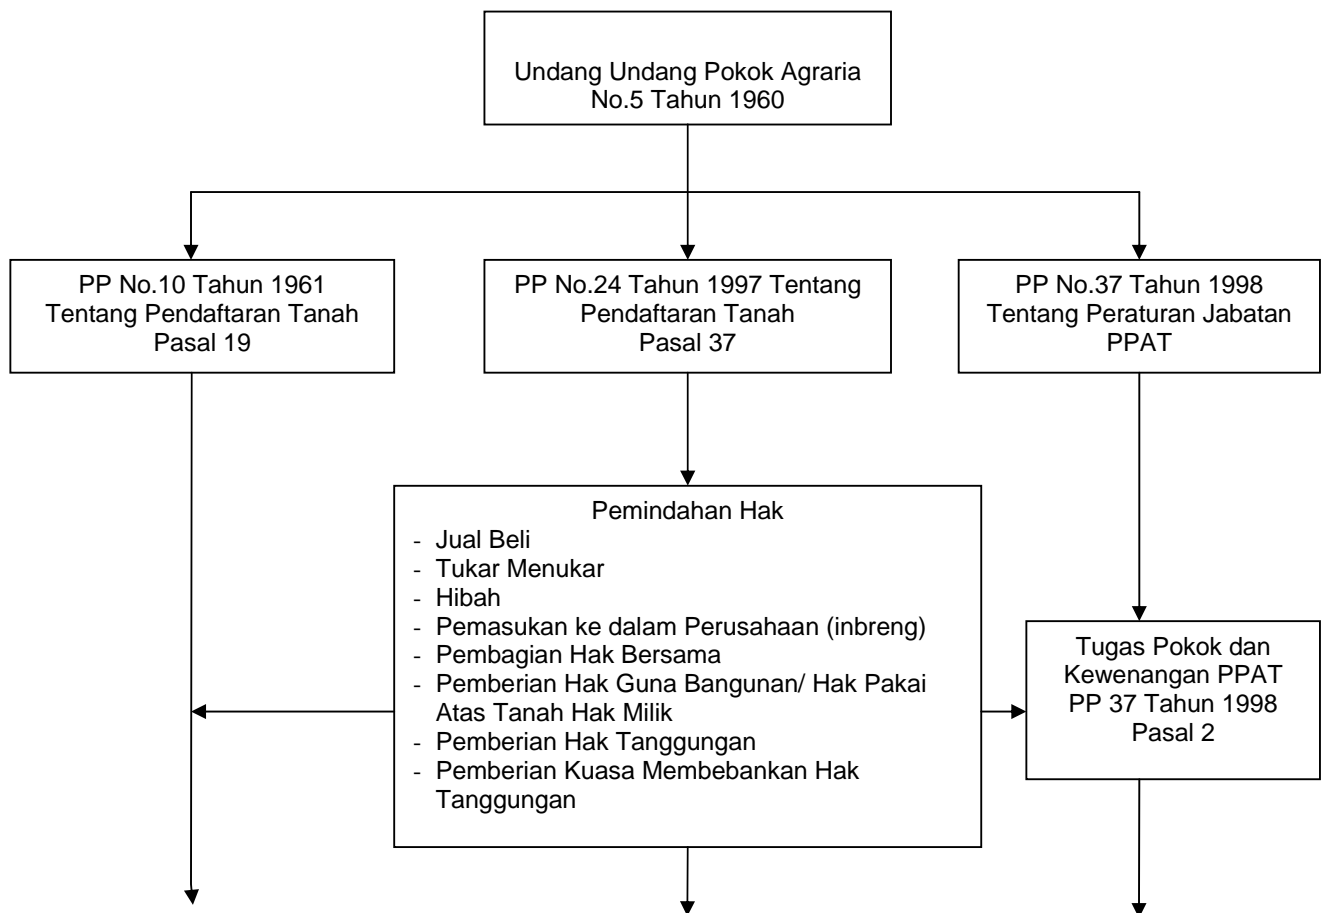 Undang Undang Pokok Agraria
No.5 Tahun 1960
PP No.10 Tahun 1961
Tentang Pendaftaran Tanah
Pasal 19
PP No.24 Tahun 1997 Tentang
Pendaftaran Tanah
Pasal 37
PP No.37 Tahun 1998
Tentang Peraturan Jabatan
PPAT
Pemindahan Hak
- Jual Beli
- Tukar Menukar
- Hibah
- Pemasukan ke dalam Perusahaan (inbreng)
- Pembagian Hak Bersama
- Pemberian Hak Guna Bangunan/ Hak Pakai
Atas Tanah Hak Milik
- Pemberian Hak Tanggungan
- Pemberian Kuasa Membebankan Hak
Tanggungan
Tugas Pokok dan
Kewenangan PPAT
PP 37 Tahun 1998
Pasal 2